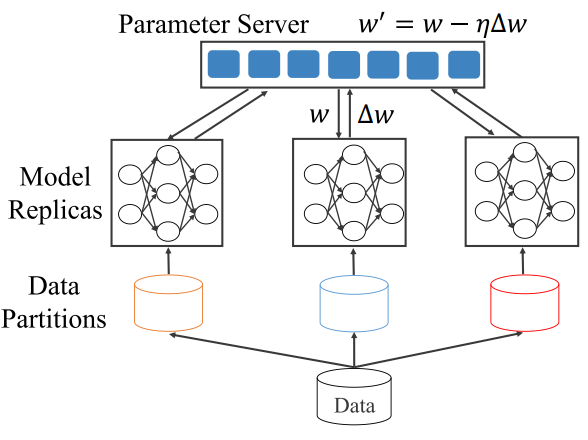 Parameter Server w′ = w − ηΔw
w Δw
Model
Replicas
Data
Partitions
Data